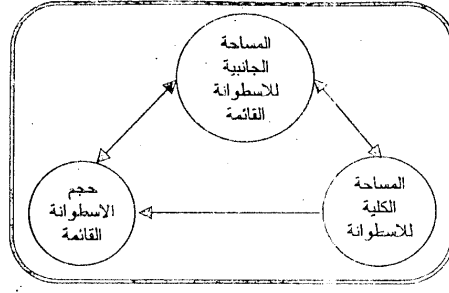 المساحة
الجانبية
للاسطوانة
القائمة
حجم
الاسطوانة
القائمة
المساحة
الكلية
للاسطوانة